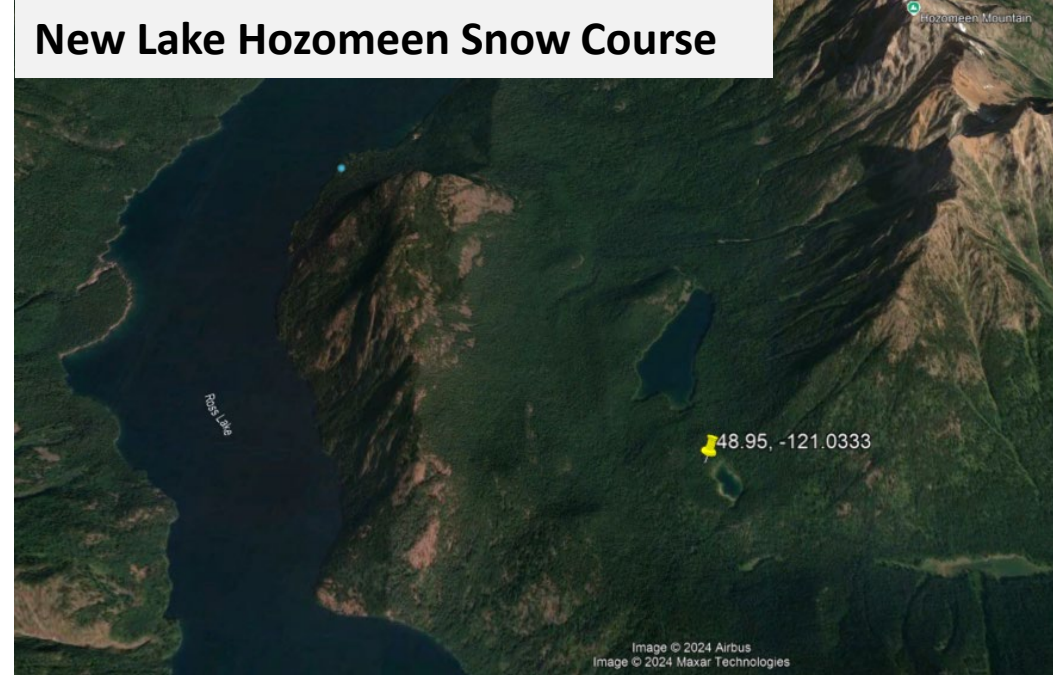 New Lake Hozomeen Snow Course
Hozomeen Mountain
Ross Lake
48.95, -121.0333
Image © 2024 Airbus
Image © 2024 Maxar Technologies